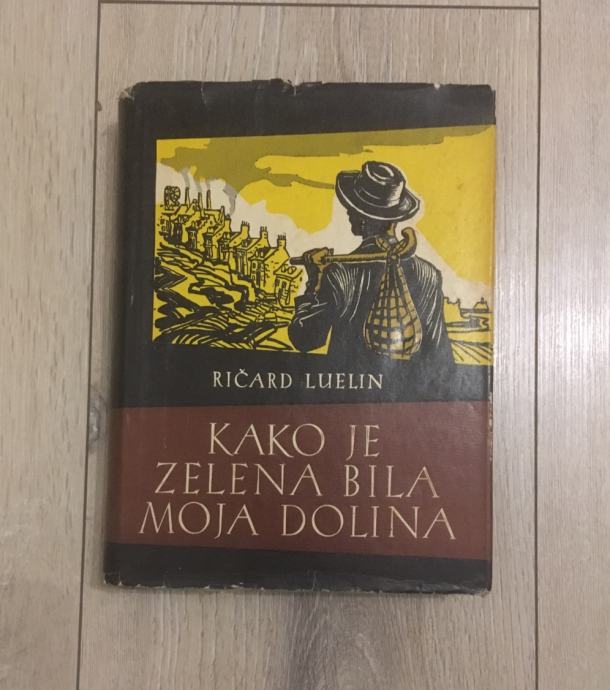 RIČARD LUELIN
KAKO JE
ZELENA BILA
MOJA DOLINA